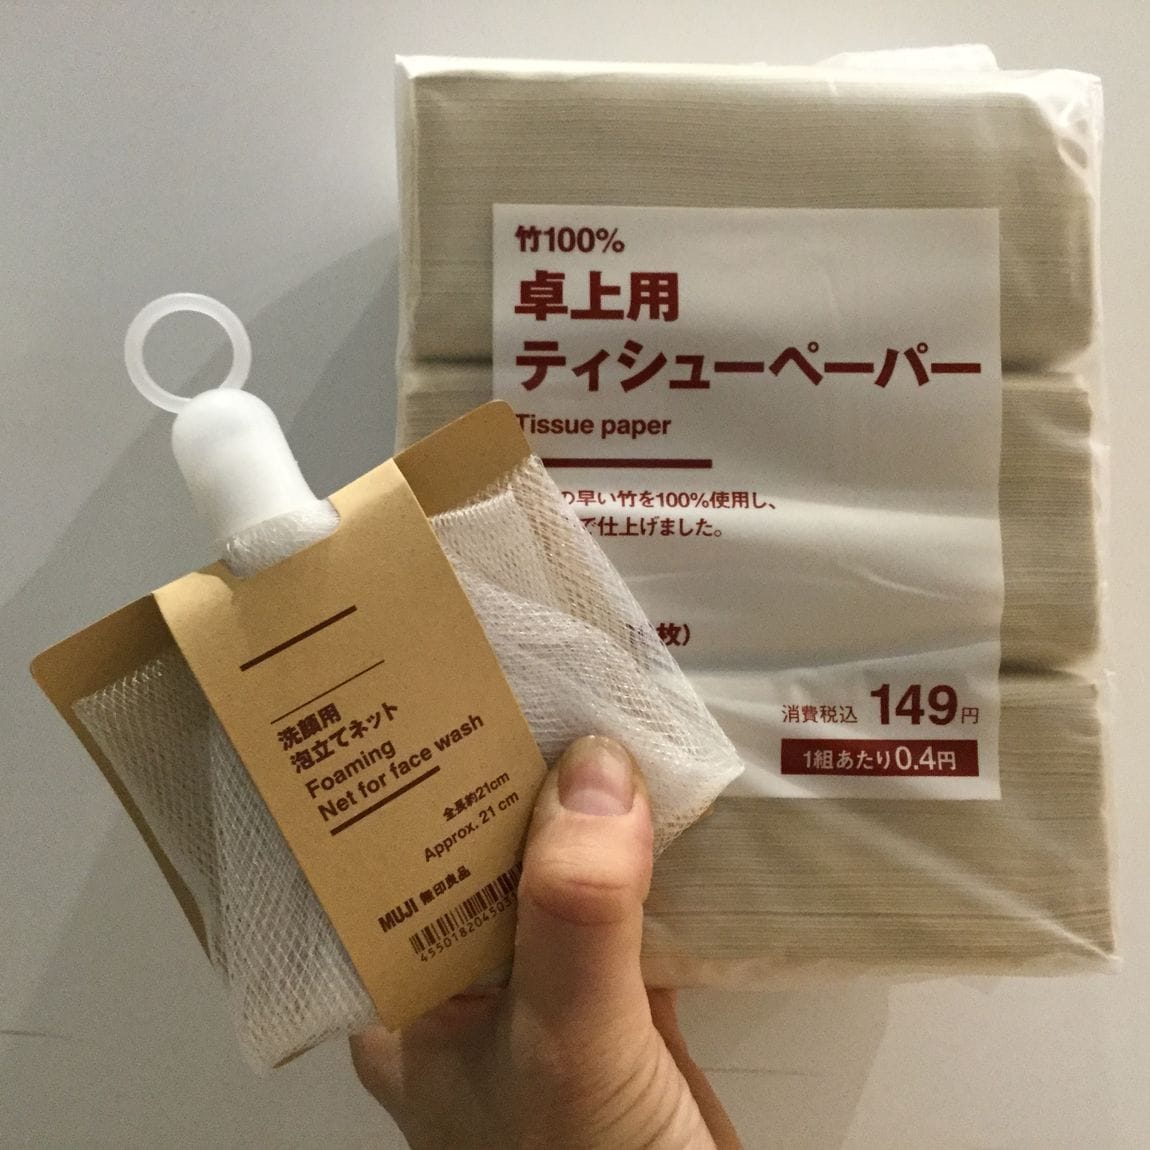 竹100%
卓上用
ティシューペーパー
Tissue paper
の早い竹を100%使用し、
で仕上げました。
枚）
消費税込 149円
1組あたり0.4円
洗顔用
泡立てネット
Foaming
Net for face wash
全長約21cm
Approx. 21 cm
MUJI 無印良品